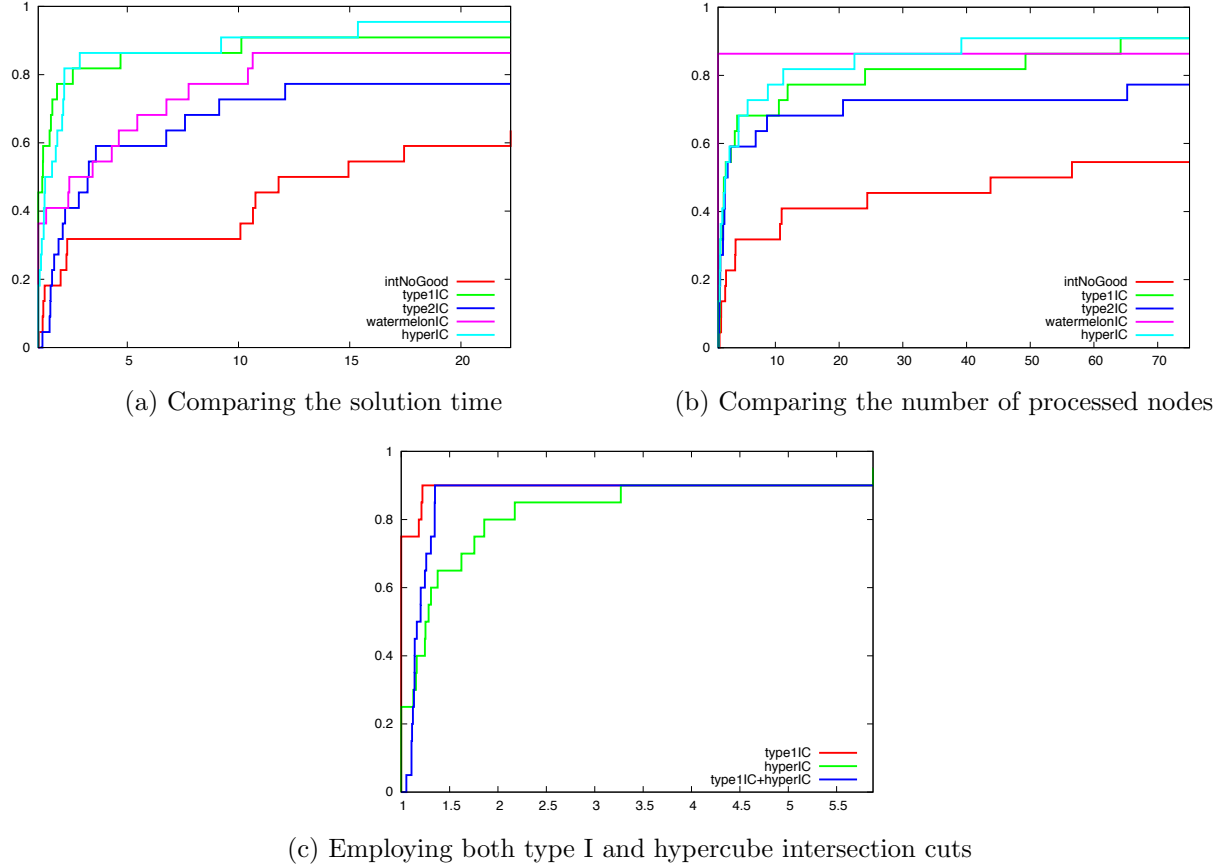 1
0.8
0.6
0.4
0.2
0
5
10
15
20
intNoGood
type1IC
type2IC
watermelonIC
hyperIC
(a) Comparing the solution time
1
0.8
0.6
0.4
0.2
0
10
20
30
40
50
60
70
intNoGood
type1IC
type2IC
watermelonIC
hyperIC
(b) Comparing the number of processed nodes
1
0.8
0.6
0.4
0.2
0
1
1.5
2
2.5
3
3.5
4
4.5
5
5.5
type1IC
hyperIC
type1IC+hyperIC
(c) Employing both type I and hypercube intersection cuts